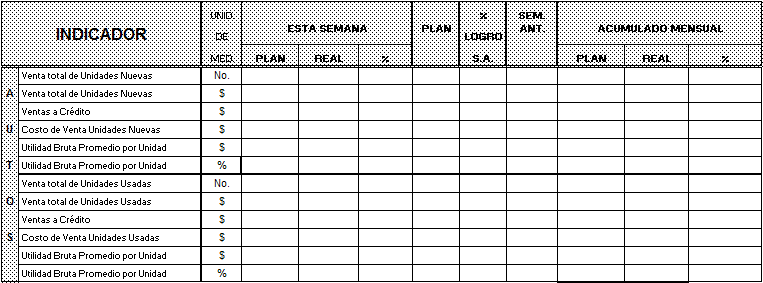 INDICADOR UNID. DE MED. ESTA SEMANA PLAN % LOGRO S.A. SEM. ANT. ACUMULADO MENSUAL
PLAN REAL % PLAN REAL %
Venta total de Unidades Nuevas No.
A Venta total de Unidades Nuevas $
Ventas a Crédito $
U Costo de Venta Unidades Nuevas $
Utilidad Bruta Promedio por Unidad $
T Utilidad Bruta Promedio por Unidad %
Venta total de Unidades Usadas No.
O Venta total de Unidades Usadas $
Ventas a Crédito $
S Costo de Venta Unidades Usadas $
Utilidad Bruta Promedio por Unidad $
Utilidad Bruta Promedio por Unidad %